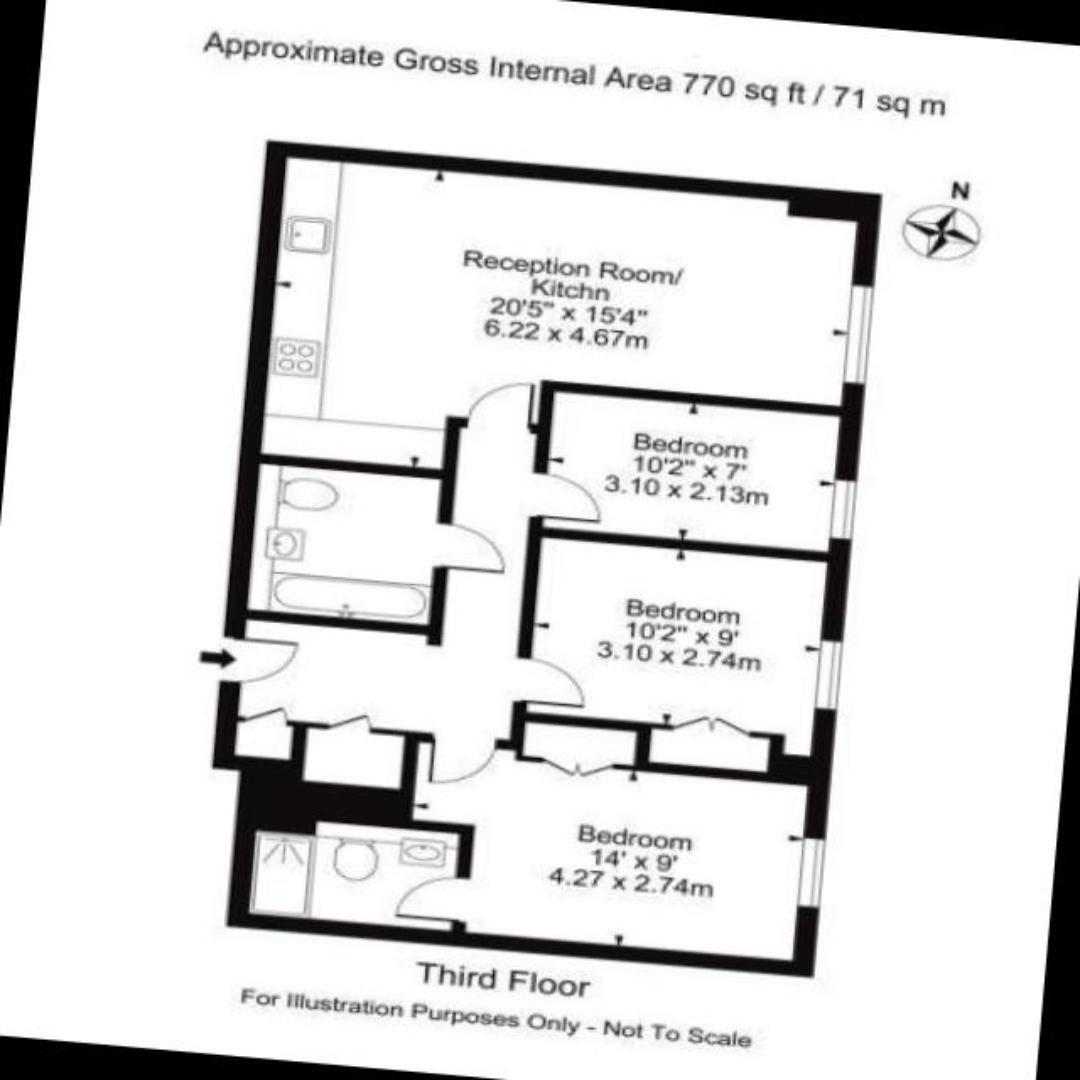 Approximate Gross Internal Area 770 sq ft / 71 sq m
N
Reception Room/
Kitchn
20'5" x 15'4"
6.22 x 4.67m
Bedroom
10'2" x 7'
3.10 x 2.13m
Bedroom
10'2" x 9'
3.10 x 2.74m
Bedroom
14' x 9'
4.27 x 2.74m
Third Floor
For Illustration Purposes Only - Not To Scale